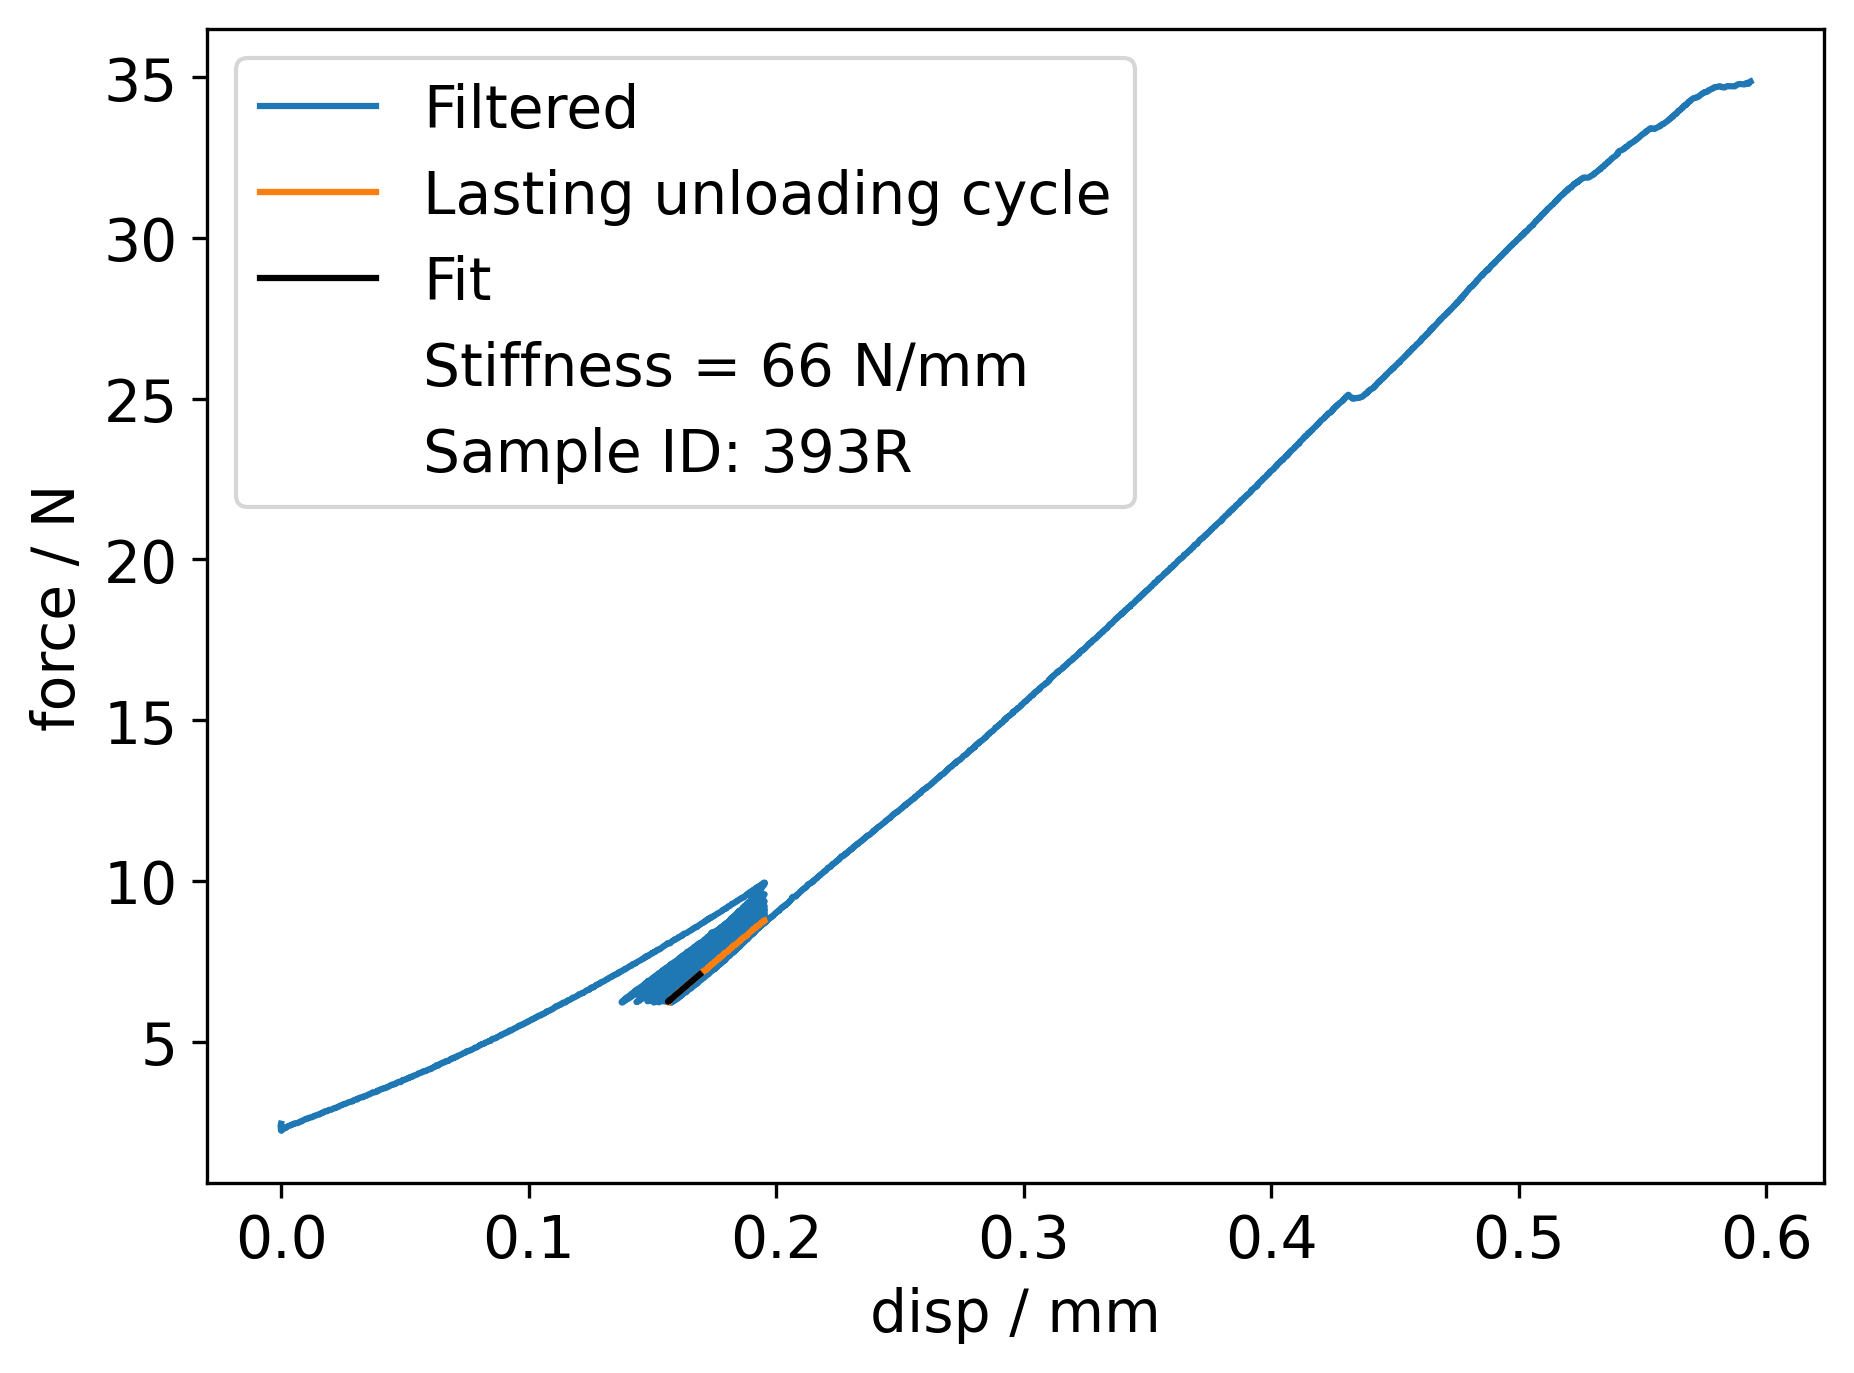 35
30
25
20
15
10
5
force / N
Filtered
Lasting unloading cycle
Fit
Stiffness = 66 N/mm
Sample ID: 393R
0.0 0.1 0.2 0.3 0.4 0.5 0.6
disp / mm